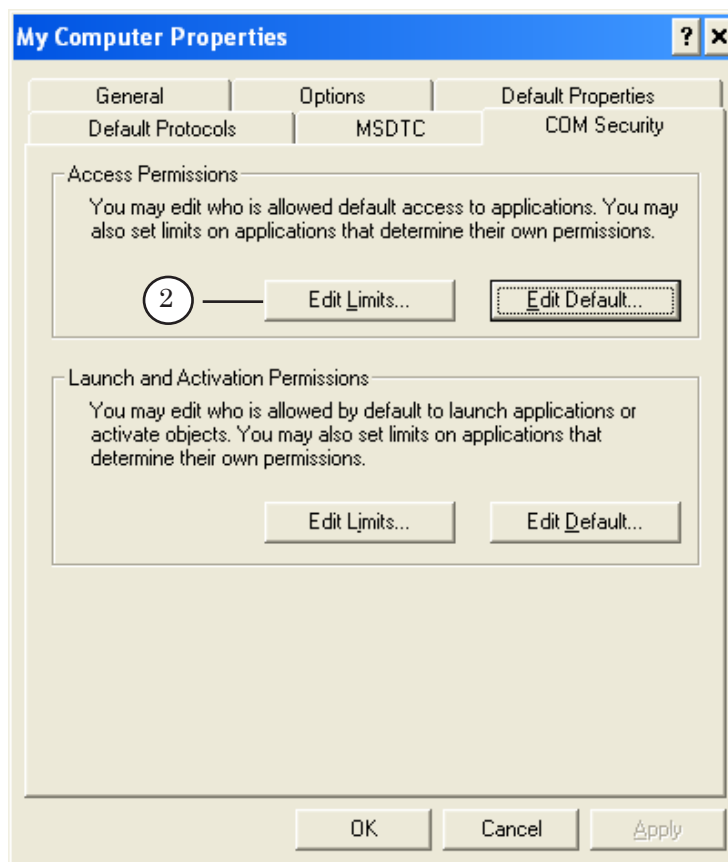 My Computer Properties
?
General Options Default Properties
Default Protocols MSDTC COM Security
Access Permissions
You may edit who is allowed default access to applications. You may
also set limits on applications that determine their own permissions.
2
Edit Limits... Edit Default...
Launch and Activation Permissions
You may edit who is allowed by default to launch applications or
activate objects. You may also set limits on applications that
determine their own permissions.
Edit Limits... Edit Default...
OK Cancel Apply